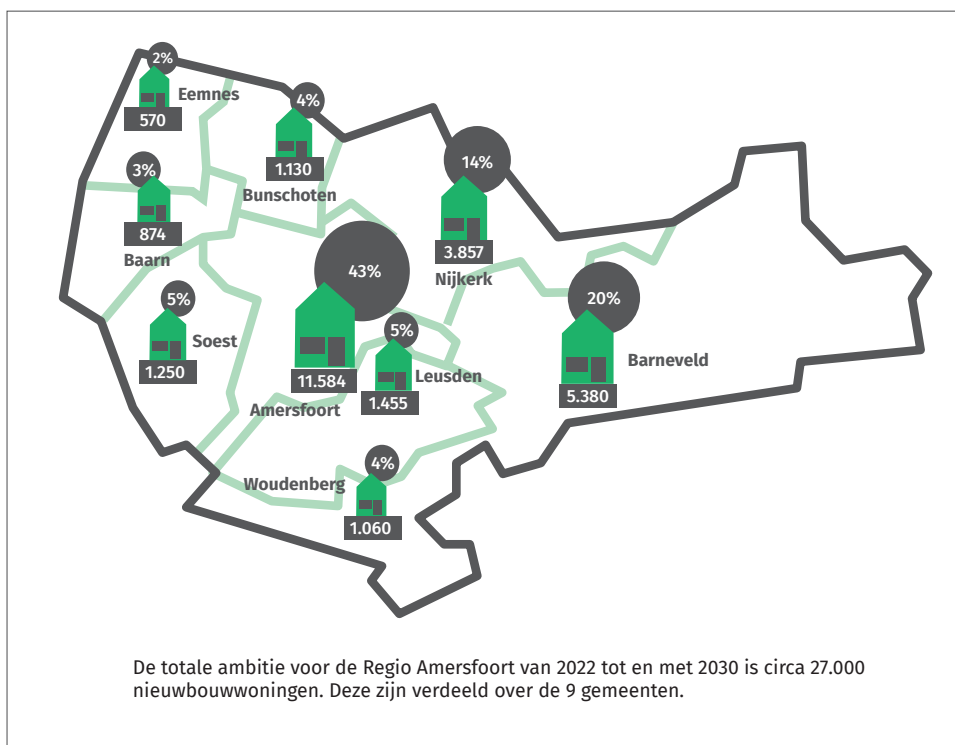 2%
Eemnes
570
4%
1.130
Bunschoten
14%
3.857
Nijkerk
3%
874
Baarn
43%
11.584
Amersfoort
5%
Soest
1.250
5%
Leusden
1.455
20%
Barneveld
5.380
4%
Woudenberg
1.060
De totale ambitie voor de Regio Amersfoort van 2022 tot en met 2030 is circa 27.000
nieuwbouwwoningen. Deze zijn verdeeld over de 9 gemeenten.